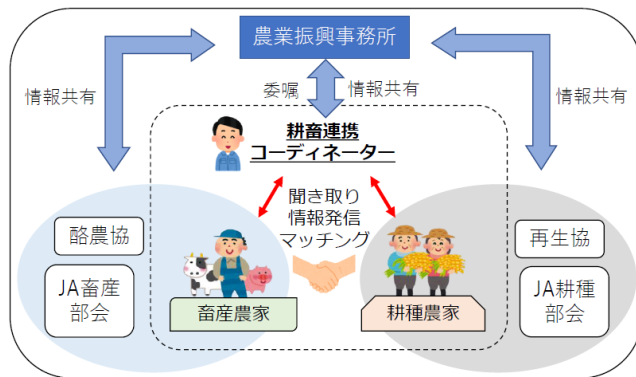 農業振興事務所
情報共有
委嘱
情報共有
情報共有
耕畜連携
コーディネーター
聞き取り
情報発信
マッチング
酪農協
JA畜産
部会
畜産農家
耕種農家
再生協
JA耕種
部会